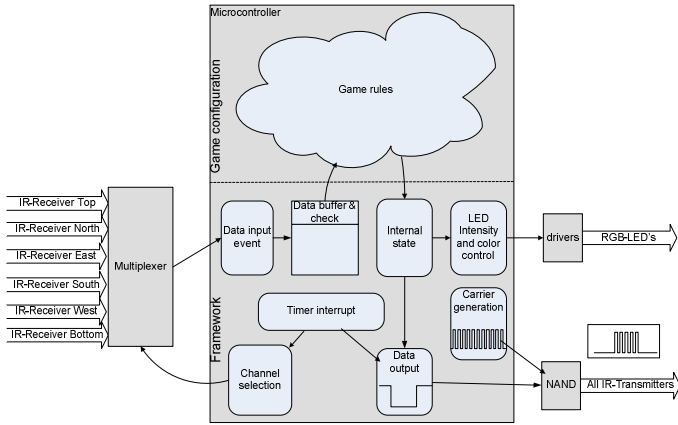 Microcontroller
Game configuration
Game rules
IR-Receiver Top
IR-Receiver North
IR-Receiver East
IR-Receiver South
IR-Receiver West
IR-Receiver Bottom
Multiplexer
Framework
Data input
event
Data buffer &
check
Internal
state
LED
Intensity
and color
control
drivers
RGB-LED's
Timer interrupt
Carrier
generation
Channel
selection
Data
output
NAND
All IR-Transmitters